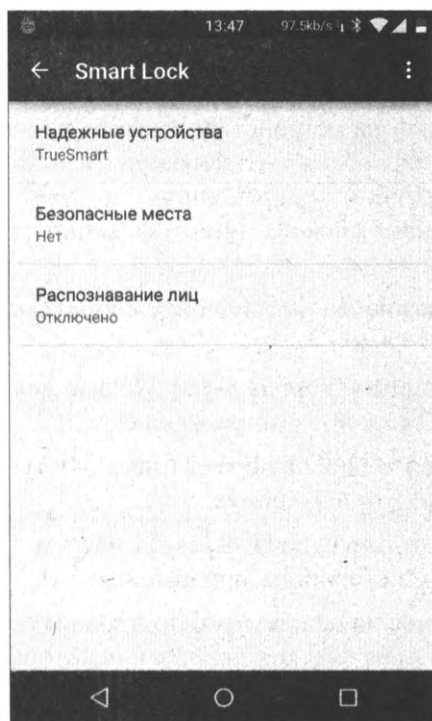 13:47 97.5kb/s
Smart Lock
Надежные устройства
TrueSmart
Безопасные места
Нет
Распознавание лиц
Отключено